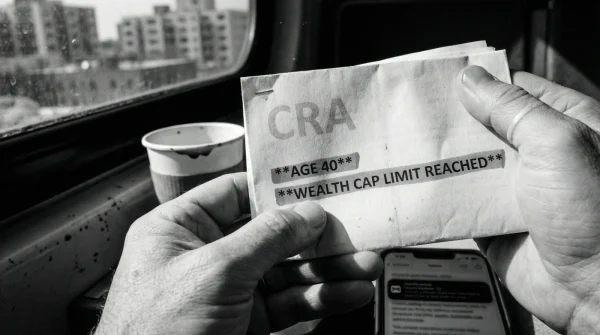 CRA
**AGE 40**
**WEALTH CAP LIMIT REACHED**